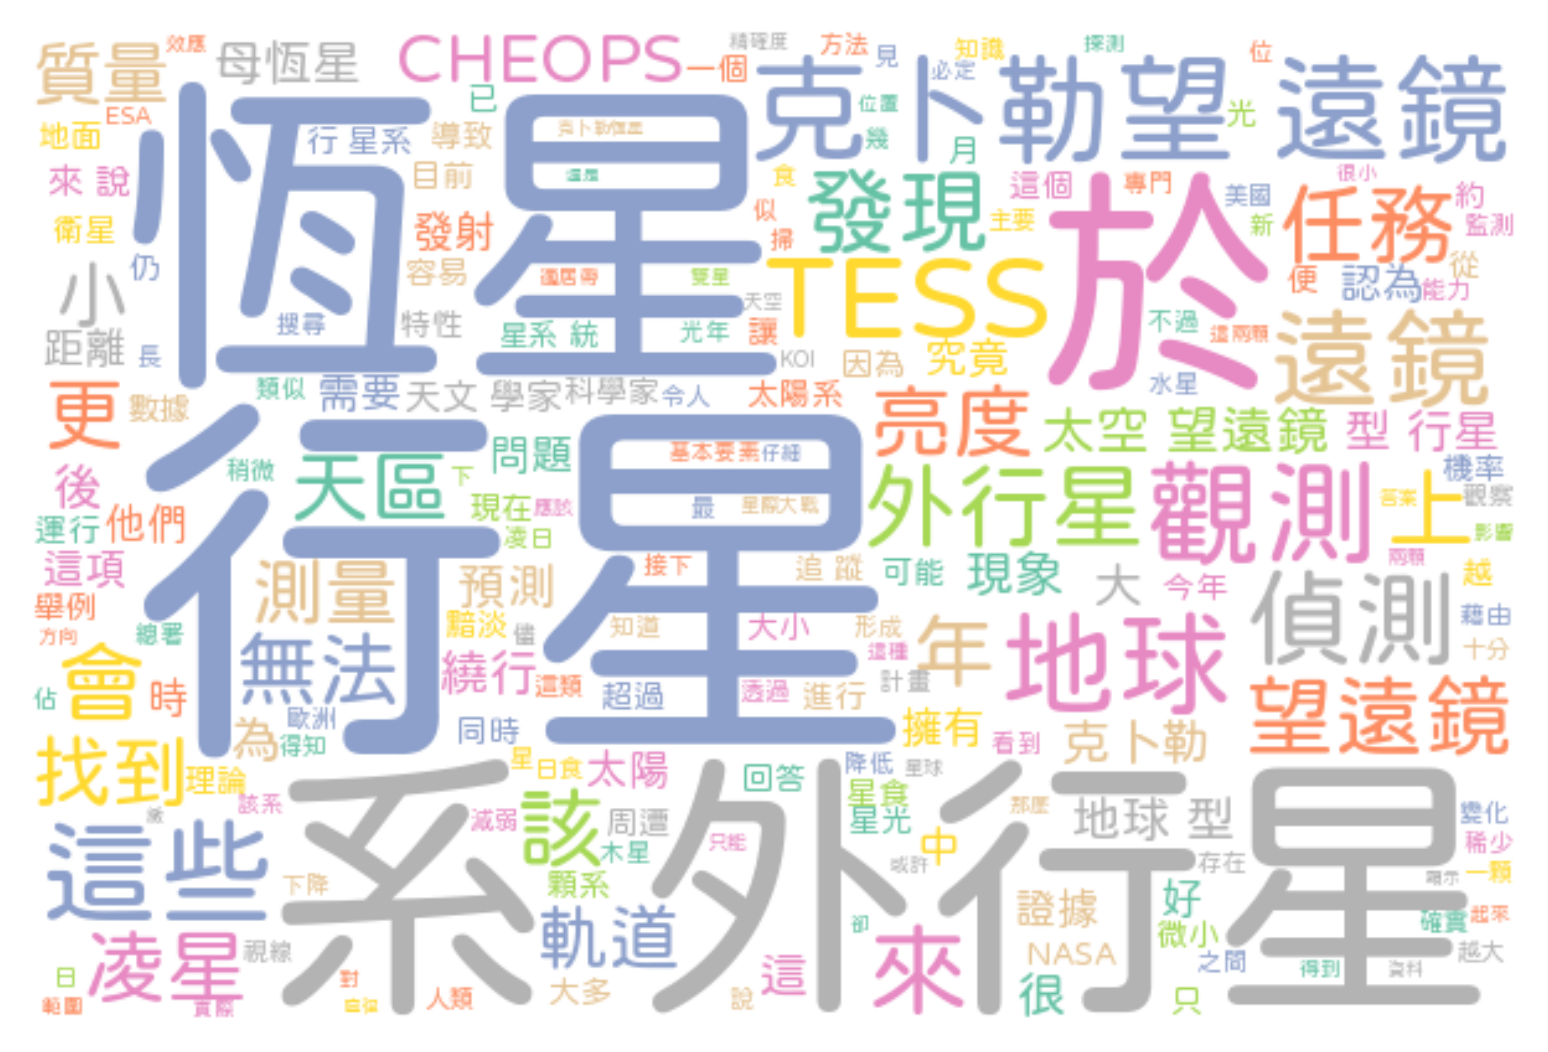 質量
效應
母恆星
CHEOPS
一個
精確度
方法
見
知識
探測
位
ESA
地面
恆星
行 星系
導致
已
克卜勒恆星
克卜勒望 遠鏡
必定
位置
幾
月
光
來 說
目前
這是
食
發現
這個
專門
美國
很小
任務
約
衛星
發射
似
掃
主要
於
新
監測
仍
容易
適居帶
雙星
TESS
便
認為
從
能力
小
搜尋
特性
星系 統
光年
天空
讓
不過
這兩顆
遠鏡
距離
長
KOI
因為
究竟
水星
更
數據
類似
需要
天文 學家
科學家
令人
太陽系
亮度
太空 望遠鏡
型 行星
行星
後
稍微
天區
下
問題
基本要素
仔細
機率
運行
他們
現在
應該
最
星際大戰
外行星
觀測
答案
上
觀察
影響
凌日
這項
測量
預測
接下
追 蹤
可能
現象
大
今年
兩顆
偵測
越
舉例
方向
總署
黯淡
儘
知道
大小
形成
年
地球
藉由
十分
會
無法
繞行
這類
這種
佔
時
超過
透過
進行
計畫
望遠鏡
為
歐洲
得知
同時
擁有
看到
克 卜勒
找到
理論
系外行星
星
日食
太陽
回答
降低
星球
該系
減弱
該
周遭
星食
星光
那麼
地球 型
變化
稀少
這些
木星
只能
中
或許
存在
一顆
顯示
下降
顆系
軌道
卻
證據
好
確實
起來
凌星
視線
來
NASA
微小
之間
越大
日
對
大多
這
很
得到
資料
範圍
實際
人類
說
只